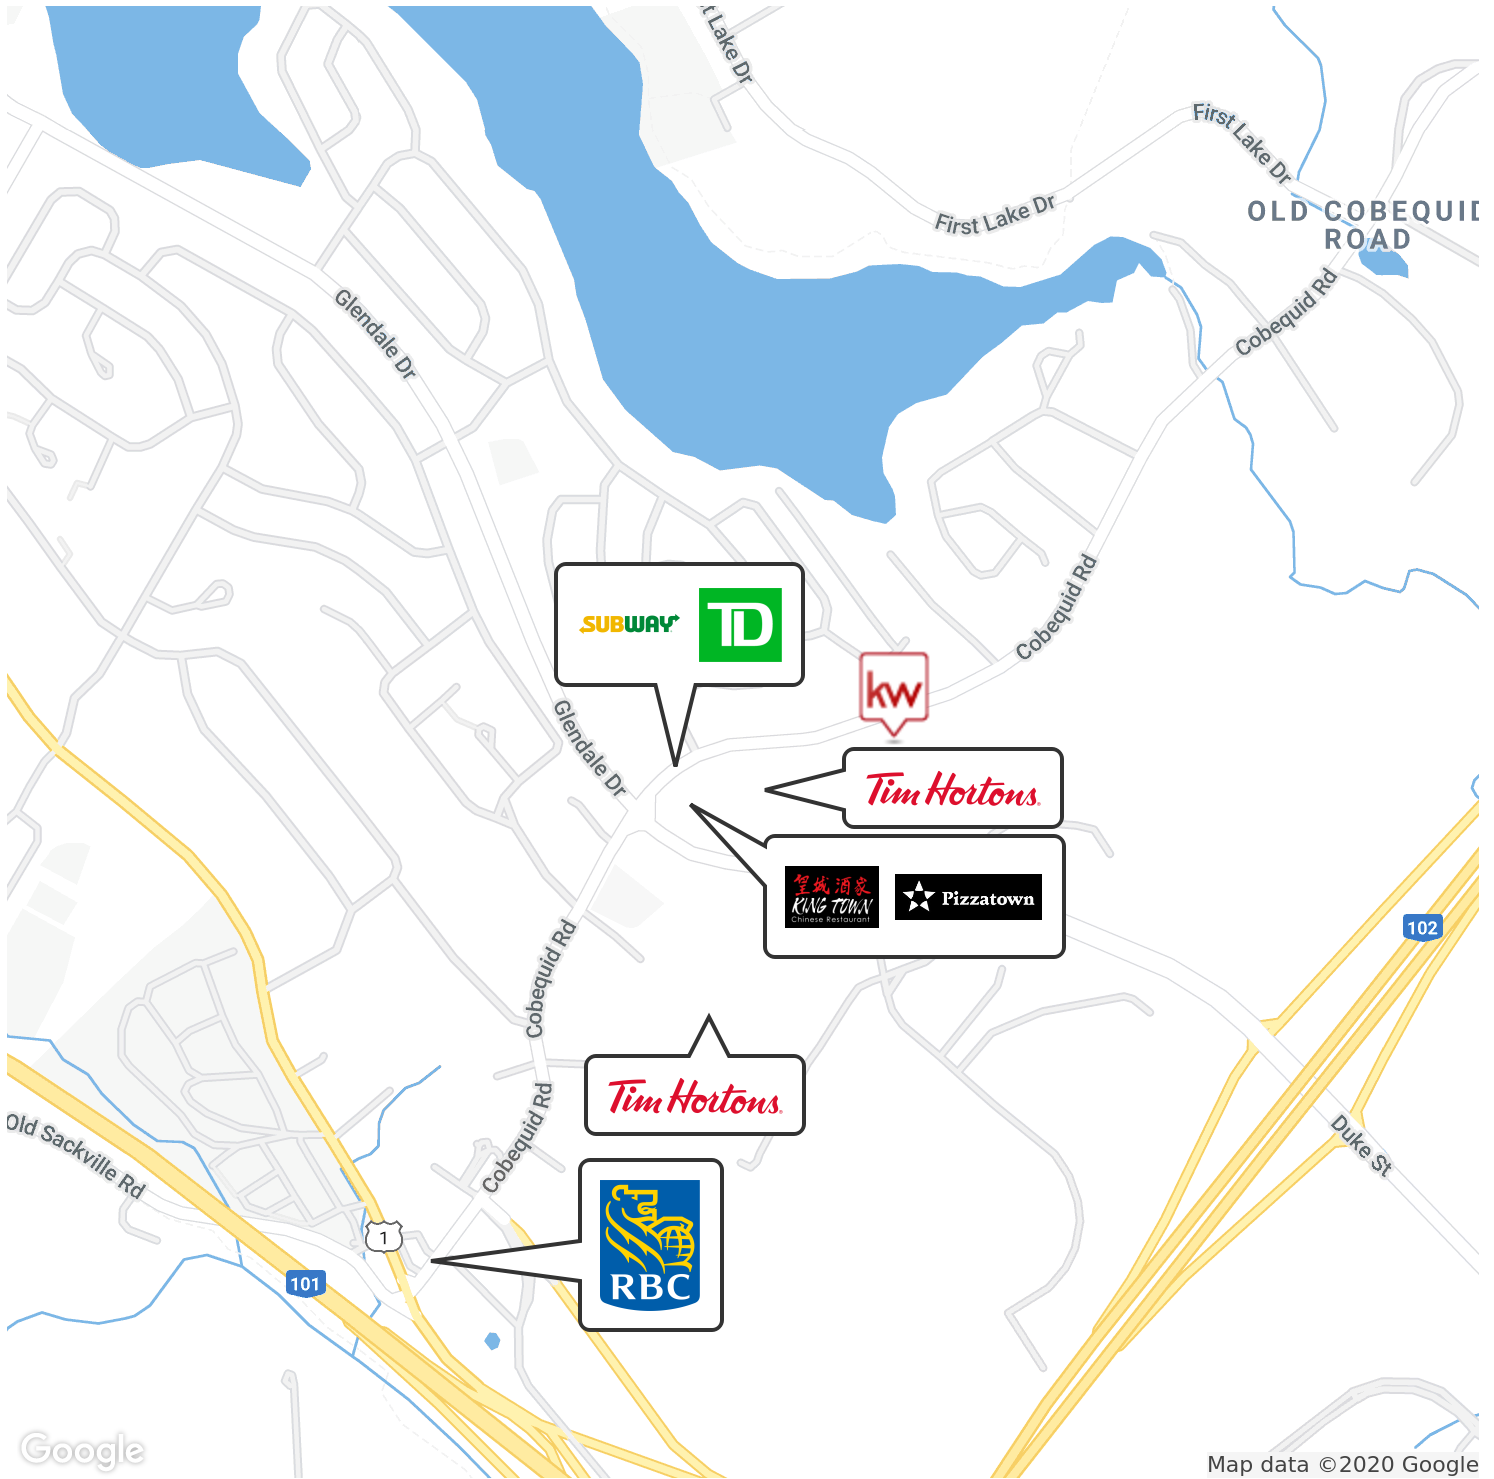 st Lake Dr
First Lake Dr
First Lake Dr
OLD COBEQUID
ROAD
Cobequid Rd
Glendale Dr
Cobequid Rd
SUBWAY
TD
kw
Glendale Dr
Tim Hortons
皇城酒家
KING TOWN
Chinese Restaurant
Pizzatown
102
Cobequid Rd
Tim Hortons
Cobequid Rd
Old Sackville Rd
Duke St
1
101
RBC
Google
Map data ©2020 Google